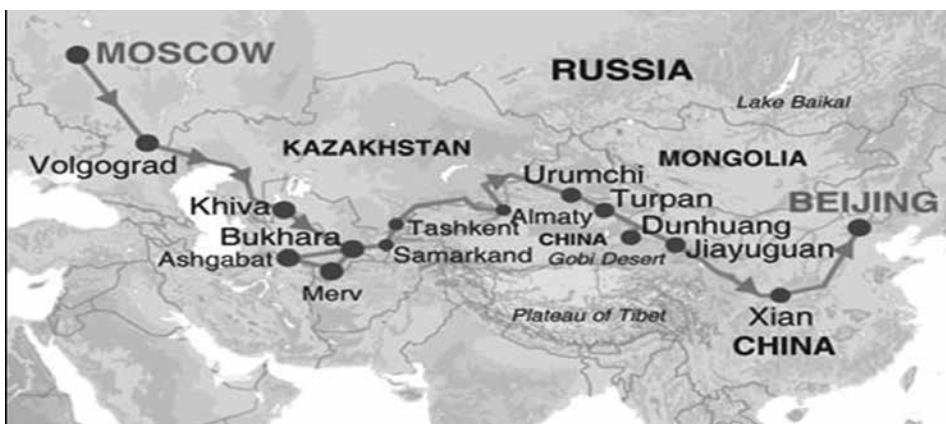 MOSCOW
RUSSIA
Lake Baikal
Volgograd
KAZAKHSTAN
MONGOLIA
Urumchi
Turpan
BEIJING
Khiva
Tashkent
Almaty
Dunhuang
Bukhara
CHINA
Jiayuguan
Ashgabat
Samarkand
Gobi Desert
Merv
Plateau of Tibet
Xian
CHINA